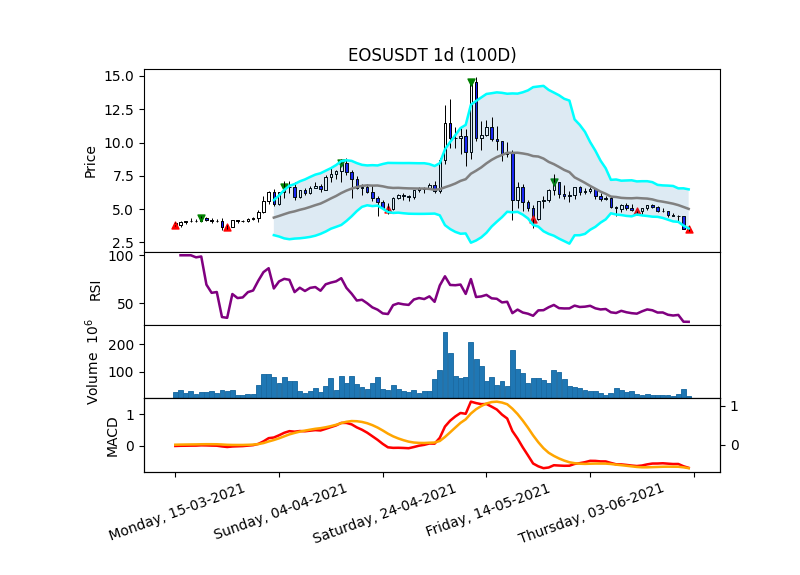 EOSUSDT 1d (100D)
15.0
12.5
10.0
7.5
5.0
2.5
Price
100
50
RSI
200
100
Volume 10^6
1
0
MACD
1
0
Monday, 15-03-2021
Sunday, 04-04-2021
Saturday, 24-04-2021
Friday, 14-05-2021
Thursday, 03-06-2021